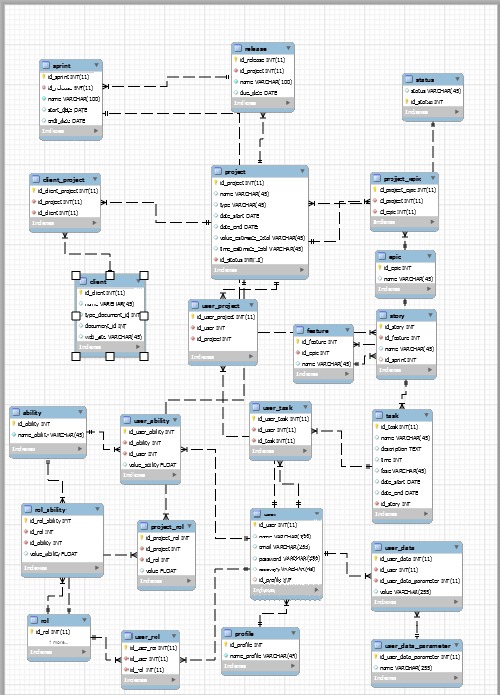 sprint
id_sprint INT(11)
id_release INT(11)
name VARCHAR(100)
start_date DATE
end_date DATE
Indexes
release
id_release INT(11)
id_project INT(11)
name VARCHAR(100)
due_date DATE
Indexes
status
status VARCHAR(45)
id_status INT
Indexes
client_project
id_client_project INT(11)
id_project INT(11)
id_client INT(11)
Indexes
project
id_project INT(11)
name VARCHAR(45)
type VARCHAR(45)
date_start DATE
date_end DATE
value_estimate_total VARCHAR(45)
time_estimate_total VARCHAR(45)
id_status INT(11)
Indexes
project_epic
id_project_epic INT(11)
id_project INT(11)
id_epic INT(11)
Indexes
client
id_client INT(11)
name VARCHAR(45)
type_document_id INT
document_id INT
web_site VARCHAR(45)
Indexes
epic
id_epic INT
name VARCHAR(45)
Indexes
user_project
id_user_project INT
id_user INT
id_project INT
Indexes
feature
id_feature INT
id_epic INT
name VARCHAR(45)
Indexes
story
id_story INT
id_feature INT
name VARCHAR(45)
id_sprint INT
Indexes
ability
id_ability INT
name_ability VARCHAR(45)
Indexes
user_ability
id_user_ability INT
id_ability INT
id_user INT
value_ability FLOAT
Indexes
user_task
id_user_task INT
id_user INT(11)
id_task INT(11)
Indexes
task
id_task INT(11)
name VARCHAR(45)
description TEXT
time INT
date_start DATE
date_end DATE
id_story INT
Indexes
rol_ability
id_rol_ability INT
id_rol INT
id_ability INT
value_ability FLOAT
Indexes
project_rol
id_project_rol INT
id_project INT
id_rol INT
value FLOAT
Indexes
user
id_user INT
name VARCHAR(45)
email VARCHAR(255)
password VARCHAR(255)
id_profile INT
Indexes
user_data
id_user_data INT(11)
id_user INT(11)
id_user_data_parameter INT(11)
value VARCHAR(255)
Indexes
rol
id_rol INT(11)
Indexes
user_rol
id_user_rol INT(11)
id_user INT(11)
id_rol INT(11)
Indexes
profile
id_profile INT
name_profile VARCHAR(45)
Indexes
user_data_parameter
id_user_data_parameter INT(11)
name VARCHAR(255)
Indexes